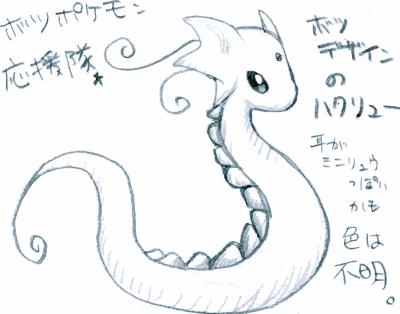 ボツポケモン
応援隊★
ボツ
デザイン
の
ハクリュー
耳が
ミニリュウ
っぽい
かも
色は
不明。